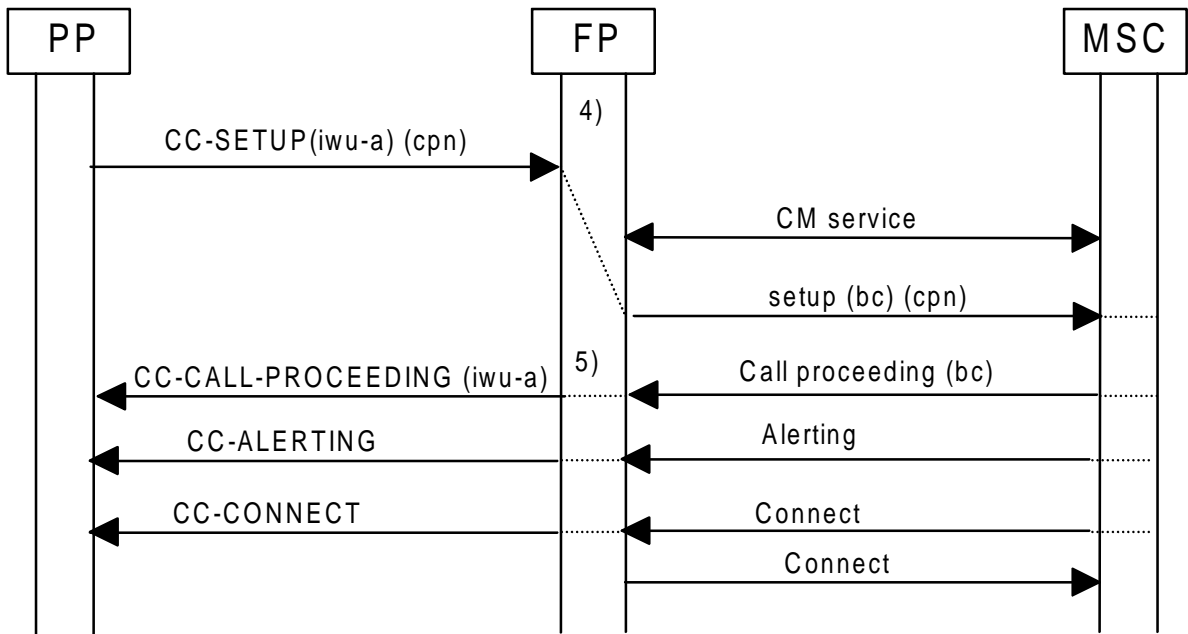 PP
FP
MSC
4)
CC-SETUP(iwu-a) (cpn)
CM service
setup (bc) (cpn)
5)
CC-CALL-PROCEEDING (iwu-a)
Call proceeding (bc)
CC-ALERTING
Alerting
CC-CONNECT
Connect
Connect